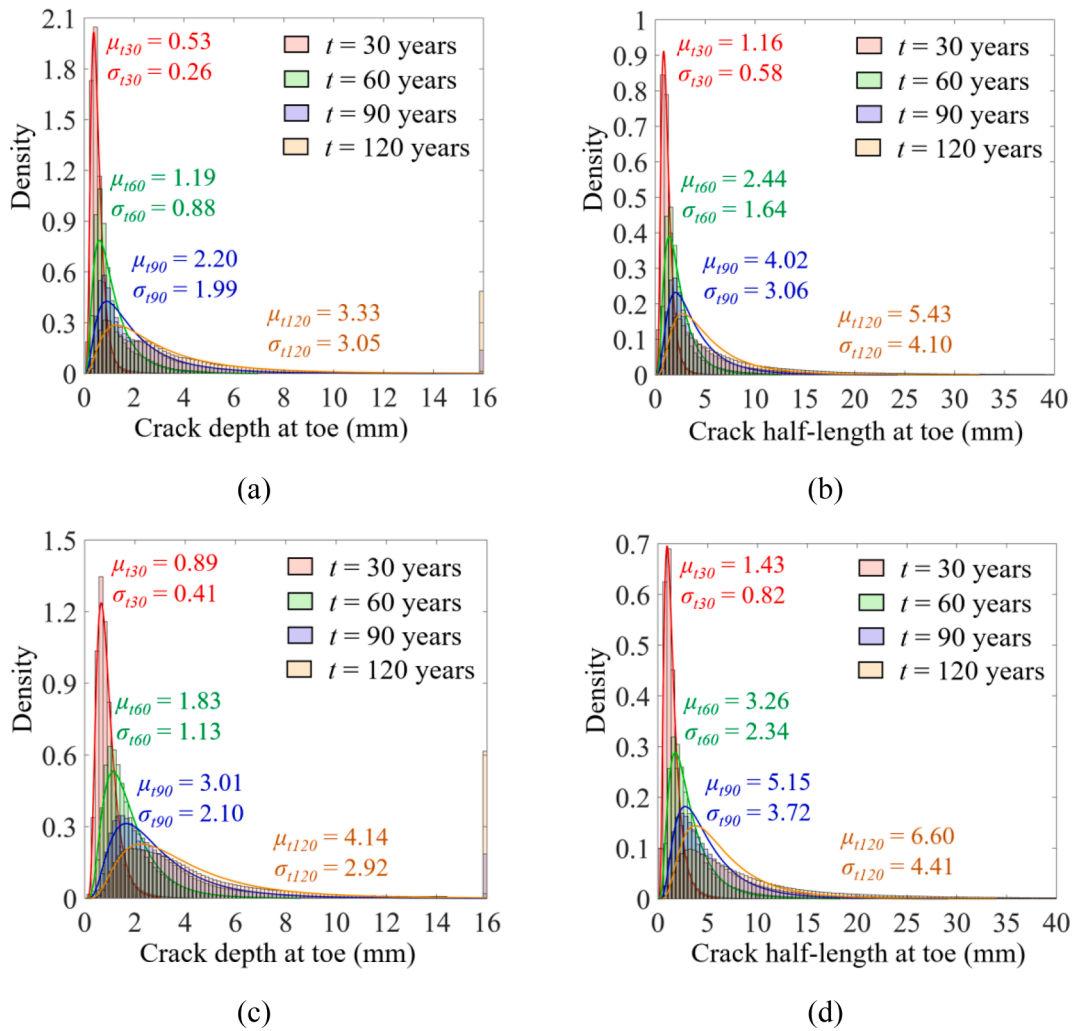 2.1
1.8
1.5
1.2
0.9
0.6
0.3
0
Density
μt30 = 0.53
σt30 = 0.26
μt60 = 1.19
σt60 = 0.88
μt90 = 2.20
σt90 = 1.99
μt120 = 3.33
σt120 = 3.05
t = 30 years
t = 60 years
t = 90 years
t = 120 years
0 2 4 6 8 10 12 14 16
Crack depth at toe (mm)
(a)
1
0.9
0.8
0.7
0.6
0.5
0.4
0.3
0.2
0.1
0
Density
μt30 = 1.16
σt30 = 0.58
μt60 = 2.44
σt60 = 1.64
μt90 = 4.02
σt90 = 3.06
μt120 = 5.43
σt120 = 4.10
t = 30 years
t = 60 years
t = 90 years
t = 120 years
0 5 10 15 20 25 30 35 40
Crack half-length at toe (mm)
(b)
1.5
1.2
0.9
0.6
0.3
0
Density
μt30 = 0.89
σt30 = 0.41
μt60 = 1.83
σt60 = 1.13
μt90 = 3.01
σt90 = 2.10
μt120 = 4.14
σt120 = 2.92
t = 30 years
t = 60 years
t = 90 years
t = 120 years
0 2 4 6 8 10 12 14 16
Crack depth at toe (mm)
(c)
0.7
0.6
0.5
0.4
0.3
0.2
0.1
0
Density
μt30 = 1.43
σt30 = 0.82
μt60 = 3.26
σt60 = 2.34
μt90 = 5.15
σt90 = 3.72
μt120 = 6.60
σt120 = 4.41
t = 30 years
t = 60 years
t = 90 years
t = 120 years
0 5 10 15 20 25 30 35 40
Crack half-length at toe (mm)
(d)